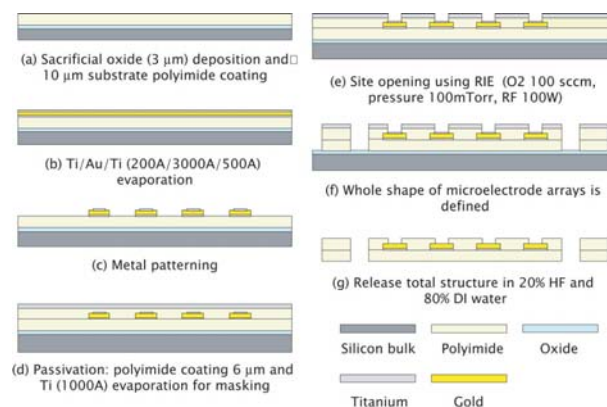 (a) Sacrificial oxide (3 μm) deposition and□
10 μm substrate polyimide coating
(b) Ti/Au/Ti (200A/3000A/500A)
evaporation
(c) Metal patterning
(d) Passivation: polyimide coating 6 μm and
Ti (1000A) evaporation for masking
(e) Site opening using RIE (O2 100 sccm,
pressure 100mTorr, RF 100W)
(f) Whole shape of microelectrode arrays is
defined
(g) Release total structure in 20% HF and
80% DI water
Silicon bulk Polyimide Oxide
Titanium Gold